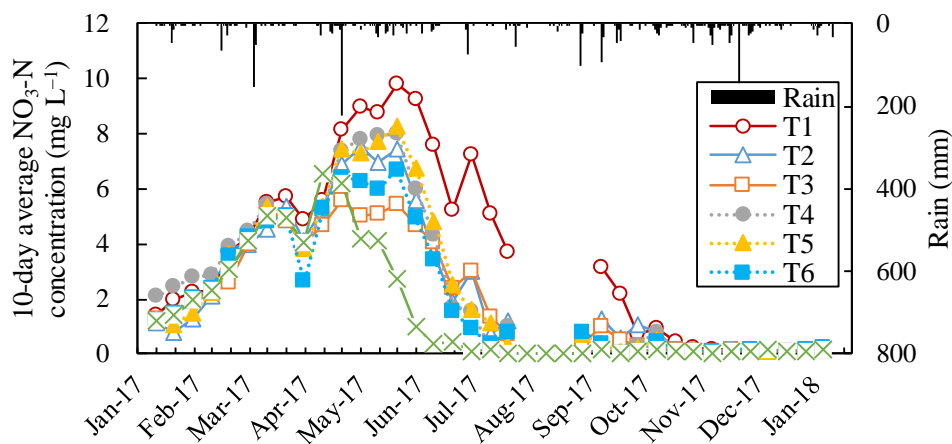 12
10
8
6
4
2
0
10-day average NO₃-N
concentration (mg L⁻¹)
0
200
400
600
800
Rain (mm)
Rain
T1
T2
T3
T4
T5
T6
Jan-17
Feb-17
Mar-17
Apr-17
May-17
Jun-17
Jul-17
Aug-17
Sep-17
Oct-17
Nov-17
Dec-17
Jan-18